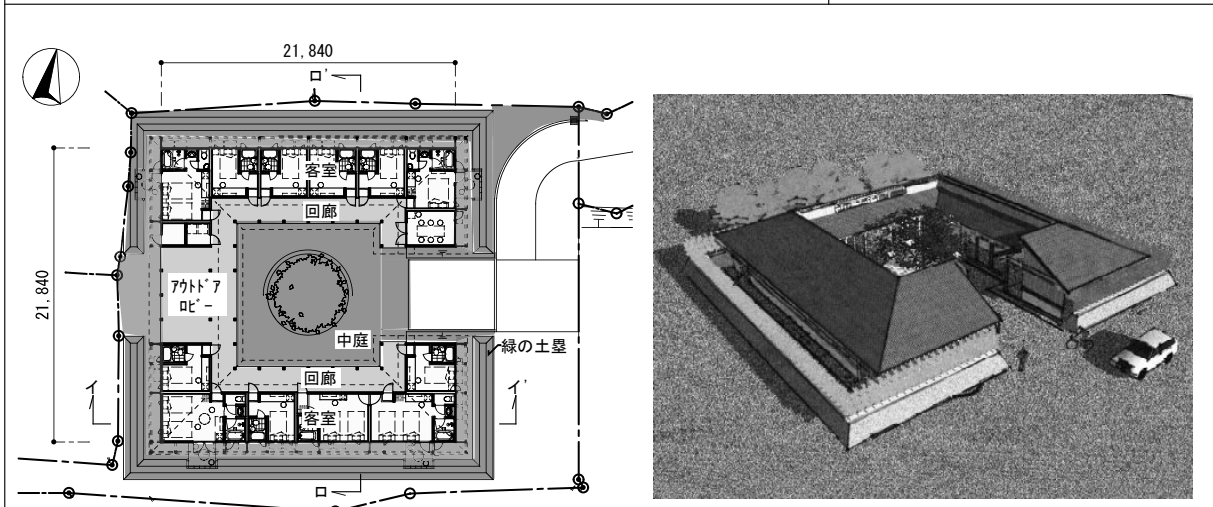 21,840
ロ'
客室
回廊
21,840
アウトドア
ロビー
中庭
緑の土塁
回廊
イ
イ'
客室
ロ